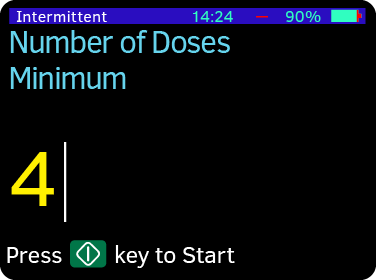 Intermittent 14:24 90%
Number of Doses
Minimum
4
Press key to Start